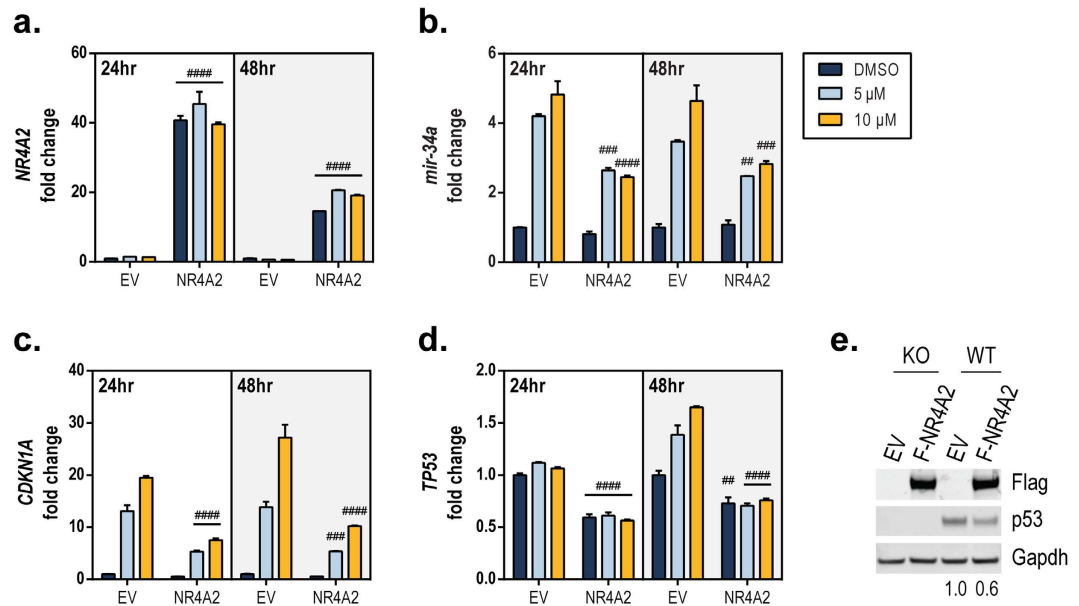 a.
NR4A2
fold change
60
40
20
0
24hr
####
48hr
####
EV
NR4A2
EV
NR4A2
b.
mir-34a
fold change
6
4
2
0
24hr
###
####
48hr
##
###
EV
NR4A2
EV
NR4A2
DMSO
5 µM
10 µM
c.
CDKN1A
fold change
40
30
20
10
0
24hr
####
48hr
###
####
EV
NR4A2
EV
NR4A2
d.
TP53
fold change
2.0
1.5
1.0
0.5
0.0
24hr
####
48hr
##
####
EV
NR4A2
EV
NR4A2
e.
KO WT
EV
F-NR4A2
EV
F-NR4A2
Flag
p53
Gapdh
1.0 0.6